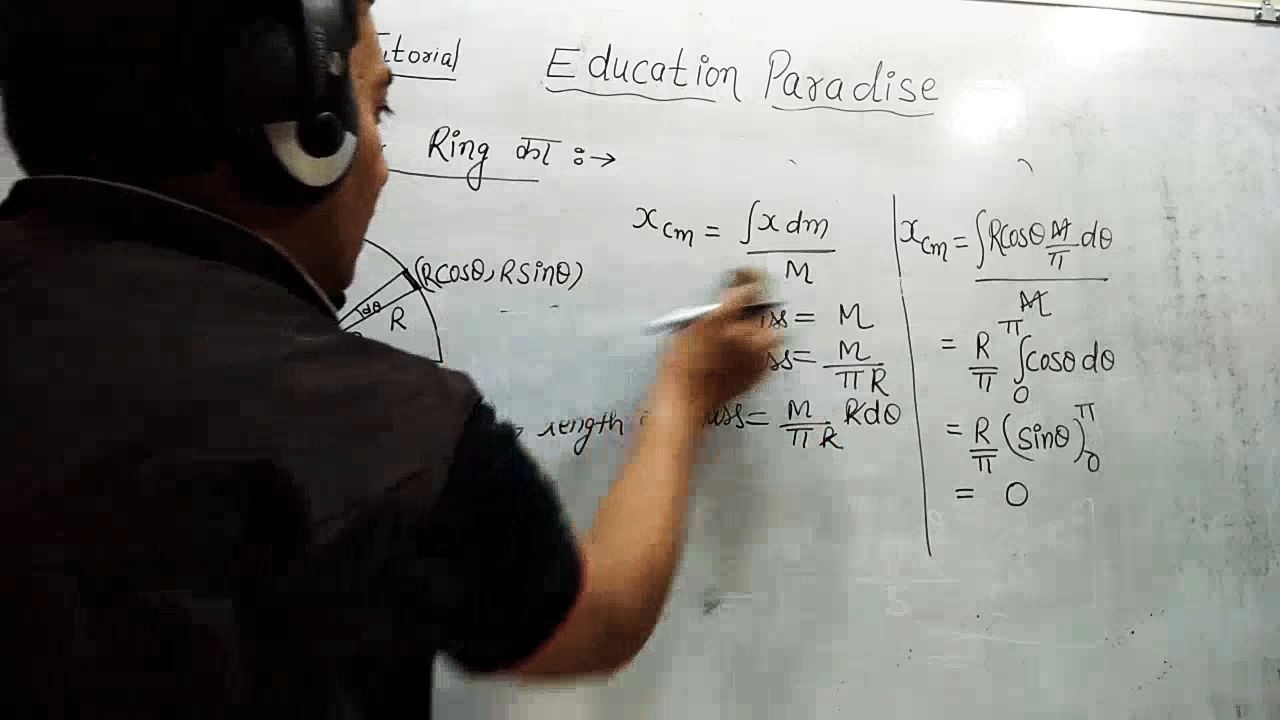 Education Paradise
Ring का :→
(Rcosθ, Rsinθ)
dθ
R
x_cm = ∫x dm / M
= M
= M / πR
length = M / πR Rdθ
x_cm = ∫Rcosθ M/π dθ / M
= R/π ∫₀^π cosθ dθ
= R/π (sinθ)₀^π
= 0